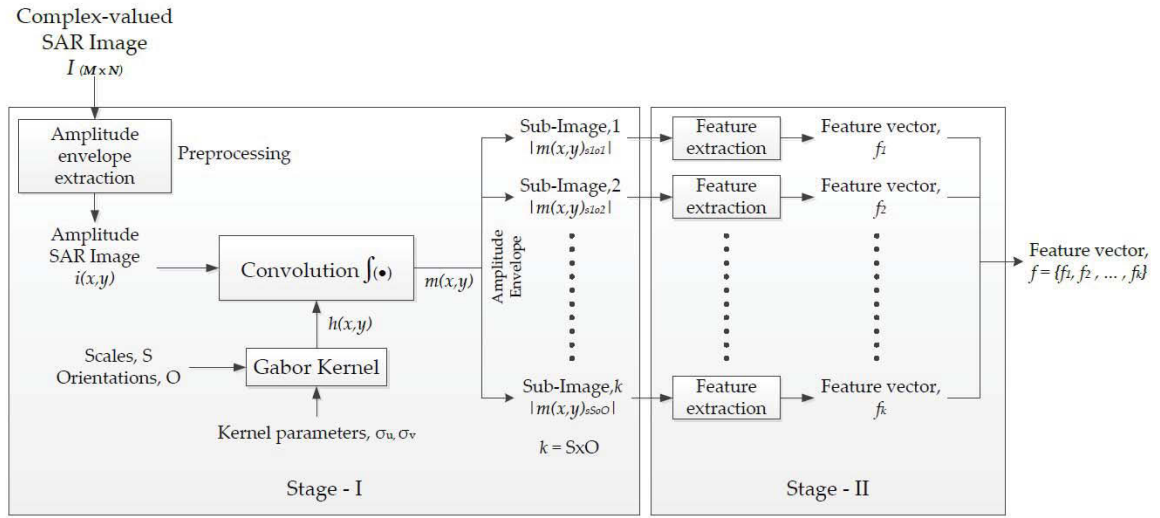 Complex-valued
SAR Image
I (M x N)
Amplitude
envelope
extraction
Preprocessing
Amplitude
SAR Image
i(x,y)
Convolution ∫(•)
m(x,y)
h(x,y)
Scales, S
Orientations, O
Gabor Kernel
Kernel parameters, σu, σv
Amplitude
Envelope
Sub-Image,1
|m(x,y)s1o1|
Sub-Image,2
|m(x,y)s1o2|
Sub-Image,k
|m(x,y)sSoO|
k = SxO
Stage - I
Feature
extraction
Feature vector,
f1
Feature
extraction
Feature vector,
f2
Feature
extraction
Feature vector,
fk
Stage - II
Feature vector,
f = {f1, f2 , ... , fk}